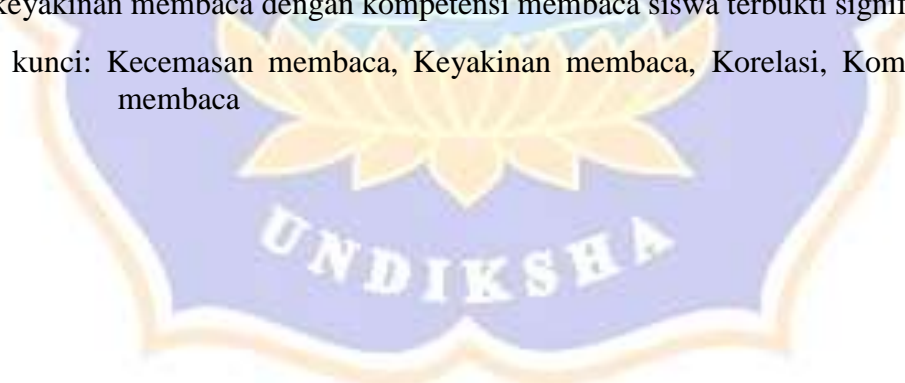 keyakinan membaca dengan kompetensi membaca siswa terbukti signif
kunci: Kecemasan membaca, Keyakinan membaca, Korelasi, Kom
membaca
UNDIKSHA